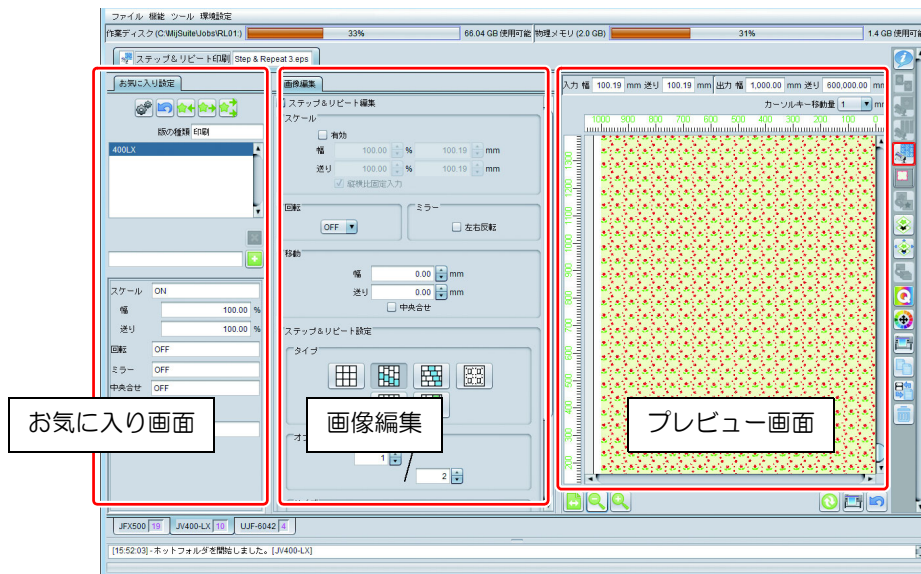 ファイル 機能 ツール 環境設定
作業ディスク (C:\MijSuite\Jobs\RL01:) 33% 66.04 GB 使用可能 物理メモリ (2.0 GB) 31% 1.4 GB 使用可能
ステップ&リピート印刷 Step & Repeat 3.eps
お気に入り設定
版の種類 印刷
400LX
スケール ON
幅 100.00 %
送り 100.00 %
回転 OFF
ミラー OFF
中央合せ OFF
お気に入り画面
画像編集
ステップ&リピート編集
スケール
有効
幅 100.00 % 100.19 mm
送り 100.00 % 100.19 mm
縦横比固定入力
回転
OFF
ミラー
左右反転
移動
幅 0.00 mm
送り 0.00 mm
中央合せ
ステップ&リピート設定
タイプ
画像編集
1
2
入力 幅 100.19 mm 送り 100.19 mm 出力 幅 1,000.00 mm 送り 600,000.00 mm
カーソルキー移動量 1 mm
1000 900 800 700 600 500 400 300 200 100 0
1300
1200
1100
1000
900
800
700
600
500
400
300
200
プレビュー画面
JFX500 19 JV400-LX 10 UJF-6042 4
[15:52:03] - ホットフォルダを開始しました。[JV400-LX]